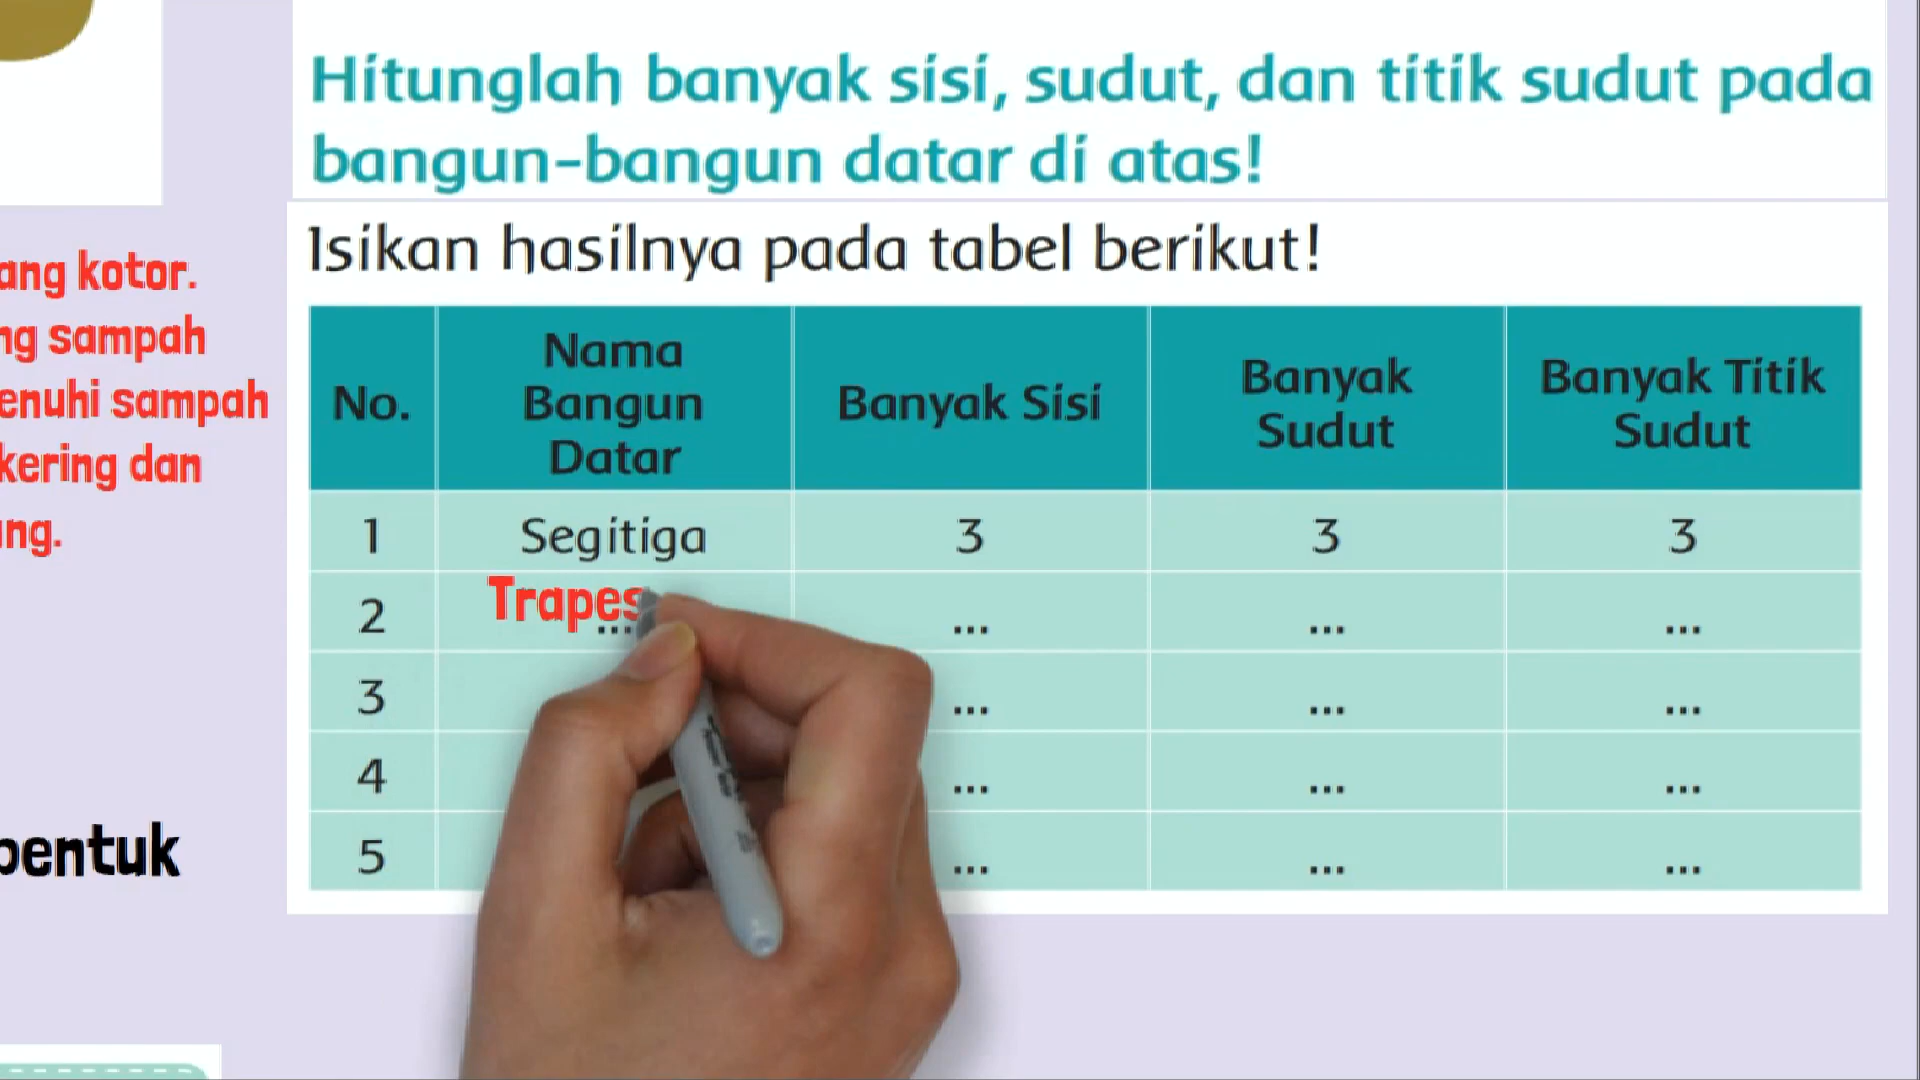 Hitunglah banyak sisi, sudut, dan titik sudut pada
bangun-bangun datar di atas!
Isikan hasilnya pada tabel berikut!
ang kotor.
ng sampah
enuhi sampah
kering dan
ang.
bentuk
No.
Nama
Bangun
Datar
Banyak Sisi
Banyak
Sudut
Banyak Titik
Sudut
1 Segitiga 3 3 3
2 Trapes ... ... ... ...
3 ... ... ...
4 ... ... ...
5 ... ... ...